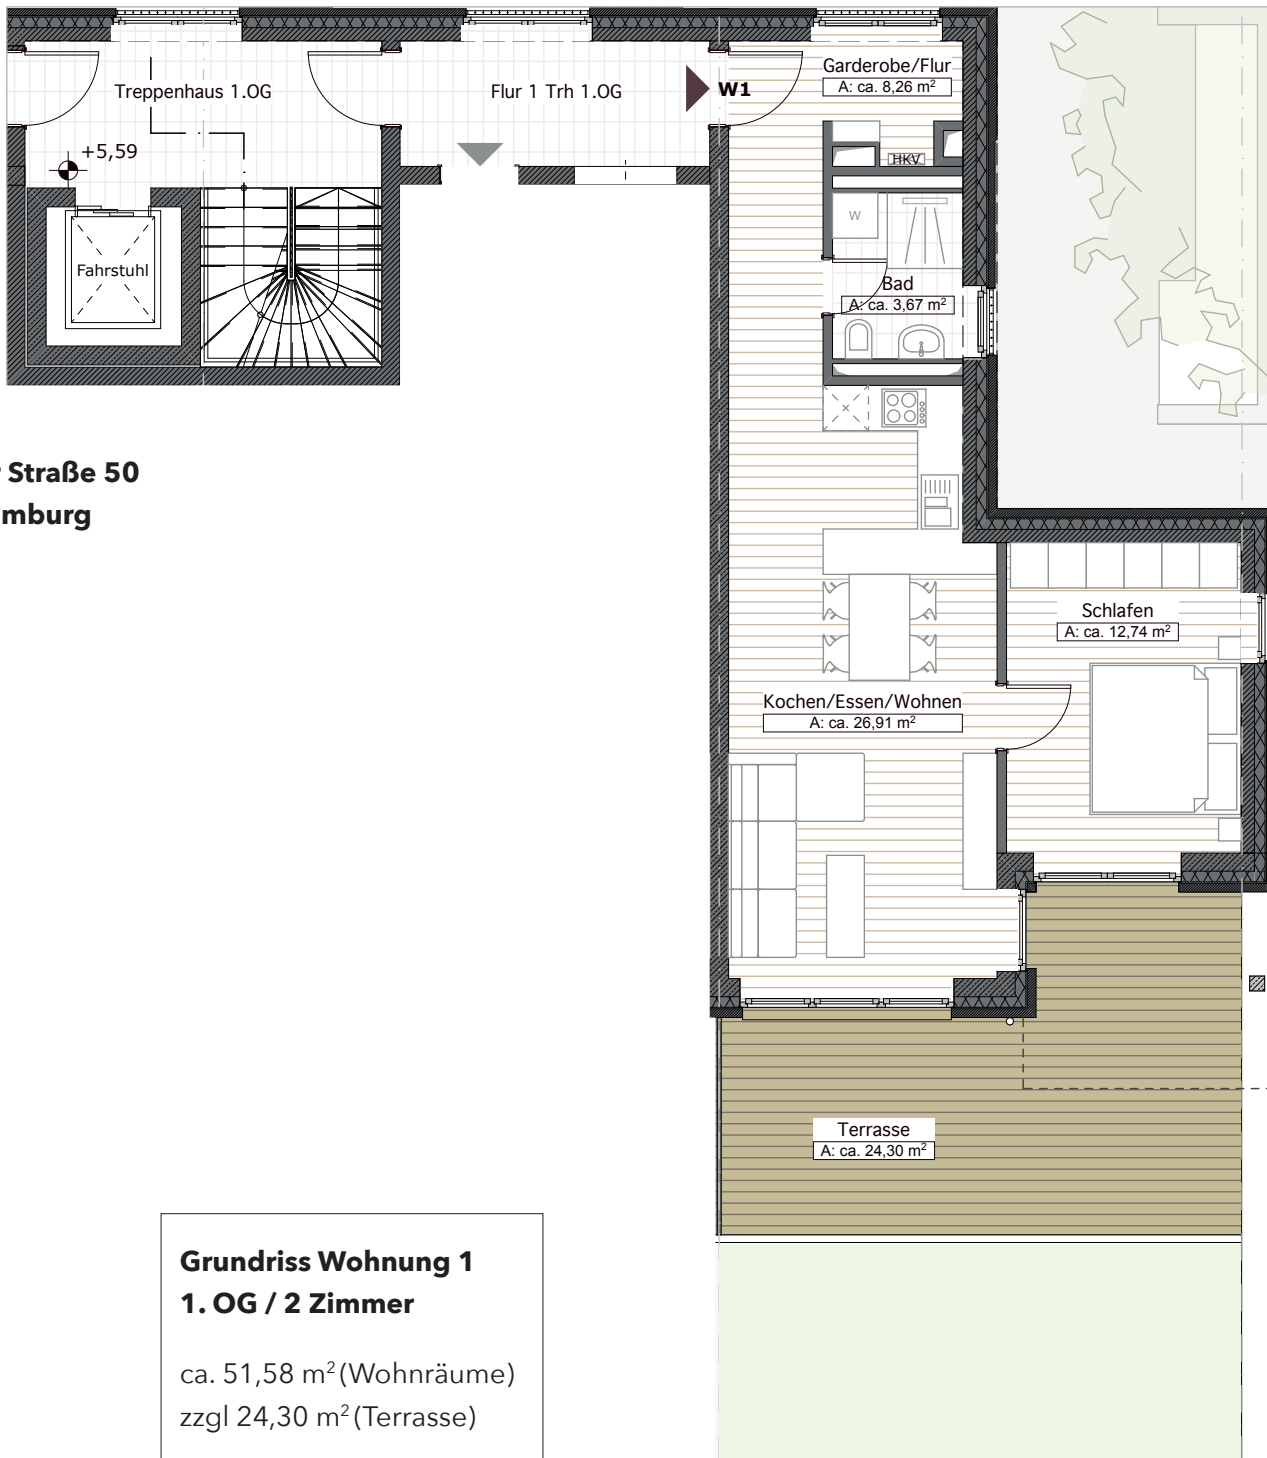 Treppenhaus 1.OG
Flur 1 Trh 1.OG
W1
Garderobe/Flur
A: ca. 8,26 m²
+5,59
HKV
W
Fahrstuhl
Bad
A: ca. 3,67 m²
Straße 50
mburg
Schlafen
A: ca. 12,74 m²
Kochen/Essen/Wohnen
A: ca. 26,91 m²
Terrasse
A: ca. 24,30 m²
Grundriss Wohnung 1
1. OG / 2 Zimmer
ca. 51,58 m² (Wohnräume)
zzgl 24,30 m² (Terrasse)